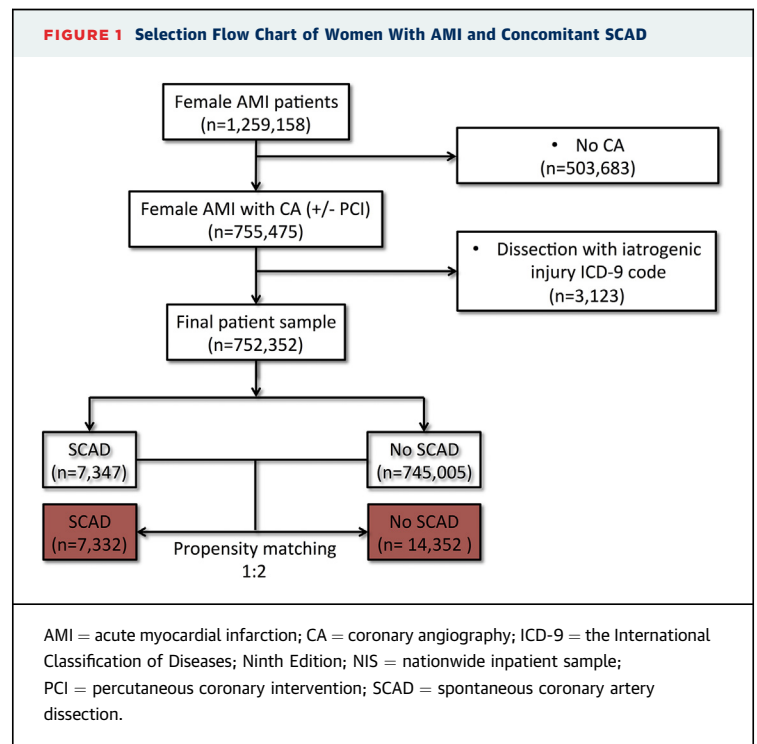 FIGURE 1 Selection Flow Chart of Women With AMI and Concomitant SCAD
Female AMI patients
(n=1,259,158)
• No CA
(n=503,683)
Female AMI with CA (+/- PCI)
(n=755,475)
• Dissection with iatrogenic
injury ICD-9 code
(n=3,123)
Final patient sample
(n=752,352)
SCAD
(n=7,347)
No SCAD
(n=745,005)
SCAD
(n=7,332)
No SCAD
(n= 14,352 )
Propensity matching
1:2
AMI = acute myocardial infarction; CA = coronary angiography; ICD-9 = the International
Classification of Diseases; Ninth Edition; NIS = nationwide inpatient sample;
PCI = percutaneous coronary intervention; SCAD = spontaneous coronary artery
dissection.